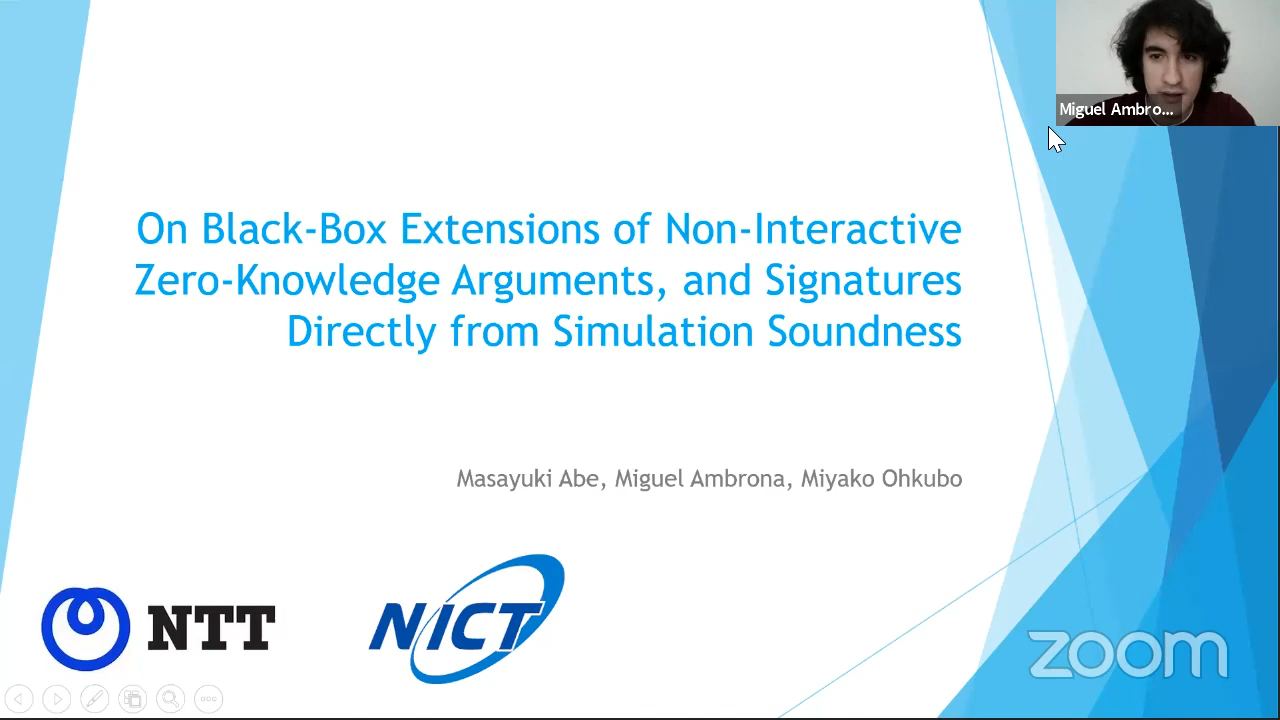 Miguel Ambro...
On Black-Box Extensions of Non-Interactive
Zero-Knowledge Arguments, and Signatures
Directly from Simulation Soundness
Masayuki Abe, Miguel Ambrona, Miyako Ohkubo
NTT
NICT
zoom